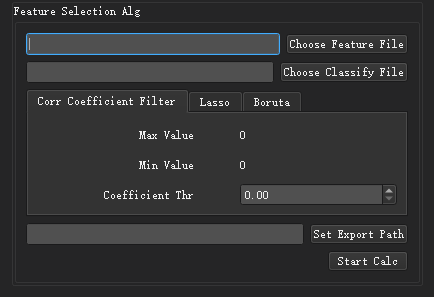 Feature Selection Alg
Choose Feature File
Choose Classify File
Corr Coefficient Filter Lasso Boruta
Max Value 0
Min Value 0
Coefficient Thr 0.00
Set Export Path
Start Calc